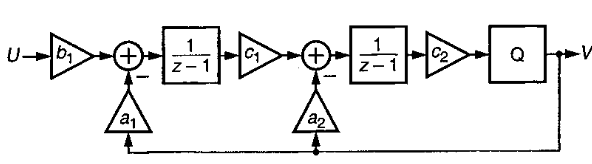 U b₁ + 1/(z − 1) c₁ + 1/(z − 1) c₂ Q V
− −
a₁ a₂